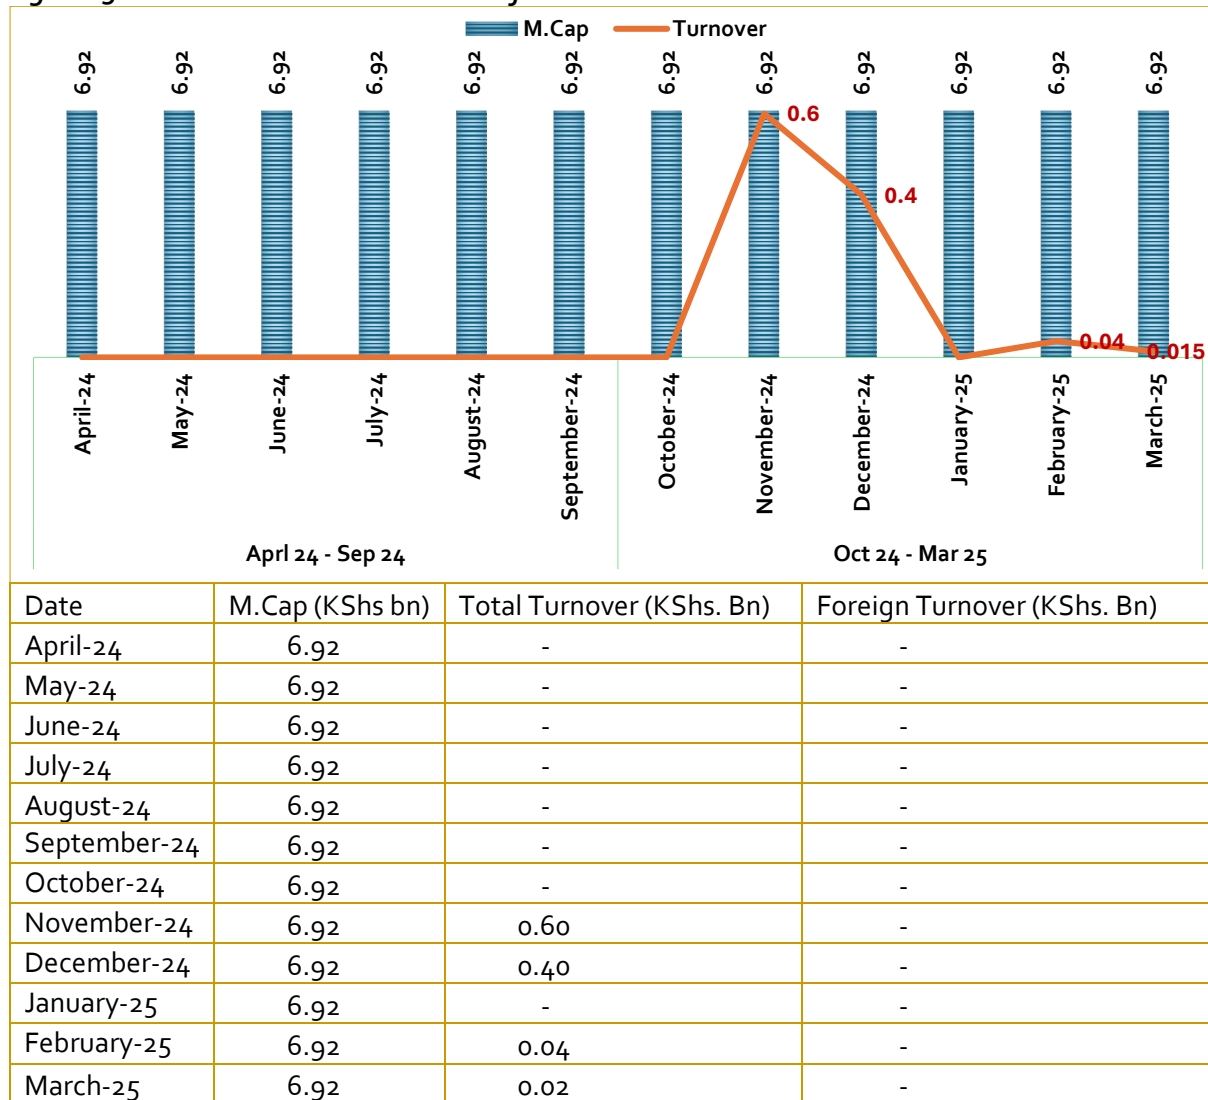 M.Cap Turnover
6.92 6.92 6.92 6.92 6.92 6.92 6.92 6.92 6.92 6.92 6.92 6.92
0.6
0.4
0.04
0.015
April-24 May-24 June-24 July-24 August-24 September-24 October-24 November-24 December-24 January-25 February-25 March-25
Aprl 24 - Sep 24 Oct 24 - Mar 25
Date M.Cap (KShs bn) Total Turnover (KShs. Bn) Foreign Turnover (KShs. Bn)
April-24 6.92 - -
May-24 6.92 - -
June-24 6.92 - -
July-24 6.92 - -
August-24 6.92 - -
September-24 6.92 - -
October-24 6.92 - -
November-24 6.92 0.60 -
December-24 6.92 0.40 -
January-25 6.92 - -
February-25 6.92 0.04 -
March-25 6.92 0.02 -